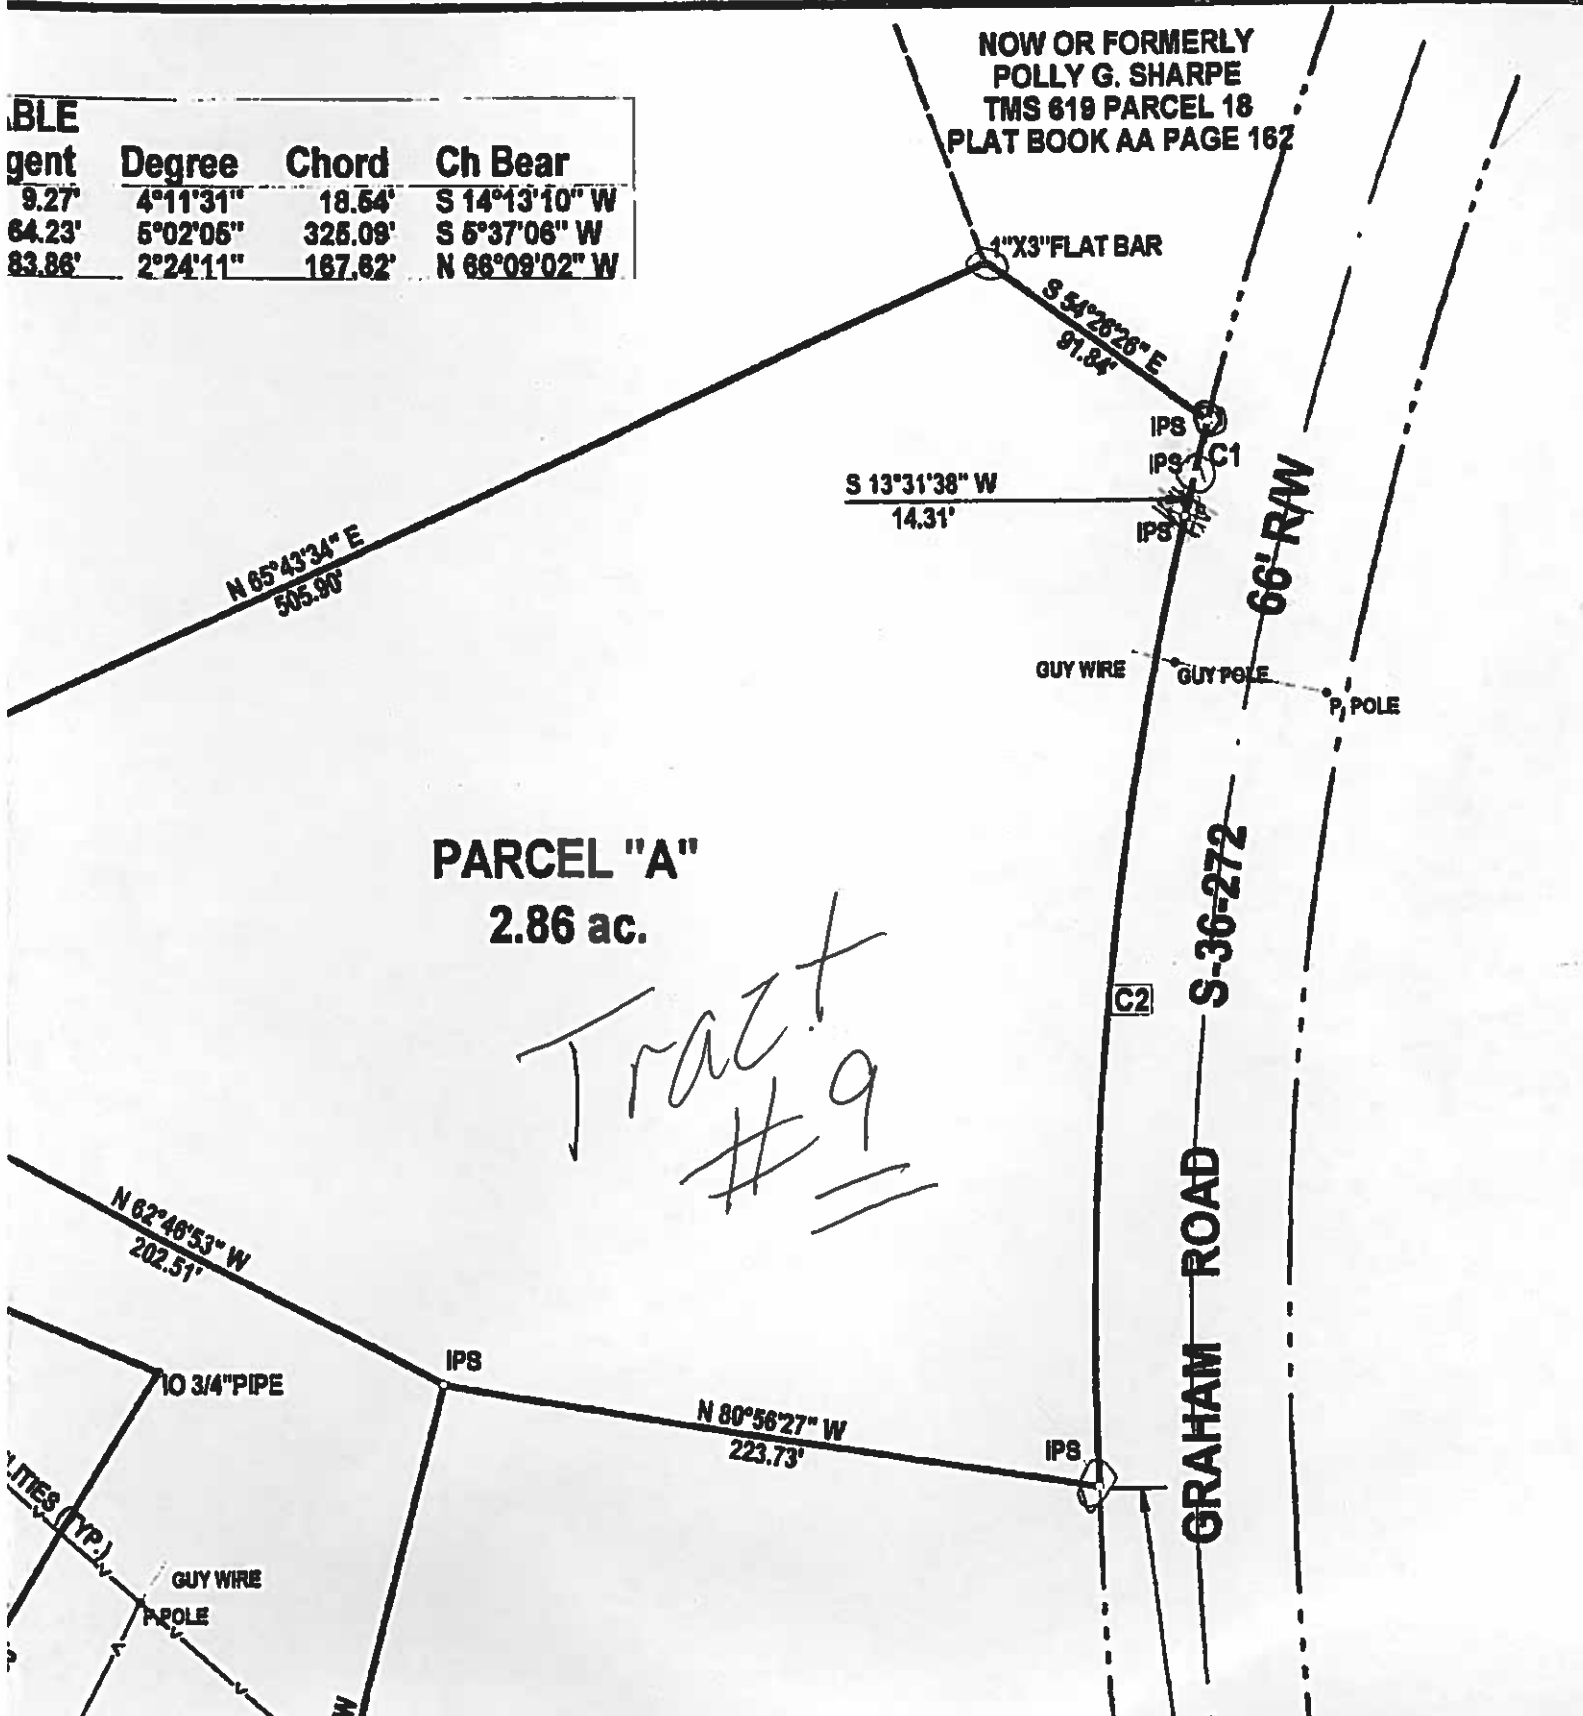 NOW OR FORMERLY
POLLY G. SHARPE
TMS 619 PARCEL 18
PLAT BOOK AA PAGE 162
ABLE
gent Degree Chord Ch Bear
9.27' 4°11'31" 18.54' S 14°13'10" W
64.23' 5°02'05" 325.09' S 5°37'06" W
83.86' 2°24'11" 167.62' N 66°09'02" W
1"X3"FLAT BAR
S 54°26'26" E
91.84'
IPS
IPS C1
S 13°31'38" W
14.31'
IPS
66' R/W
N 65°43'34" E
505.90'
GUY WIRE
GUY POLE
P. POLE
PARCEL "A"
2.86 ac.
S-36-272
C2
Tract
#9
GRAHAM ROAD
N 62°46'53" W
202.51'
IPS
IO 3/4"PIPE
N 80°56'27" W
223.73'
IPS
LITIES (TYP.)
GUY WIRE
P.POLE
W